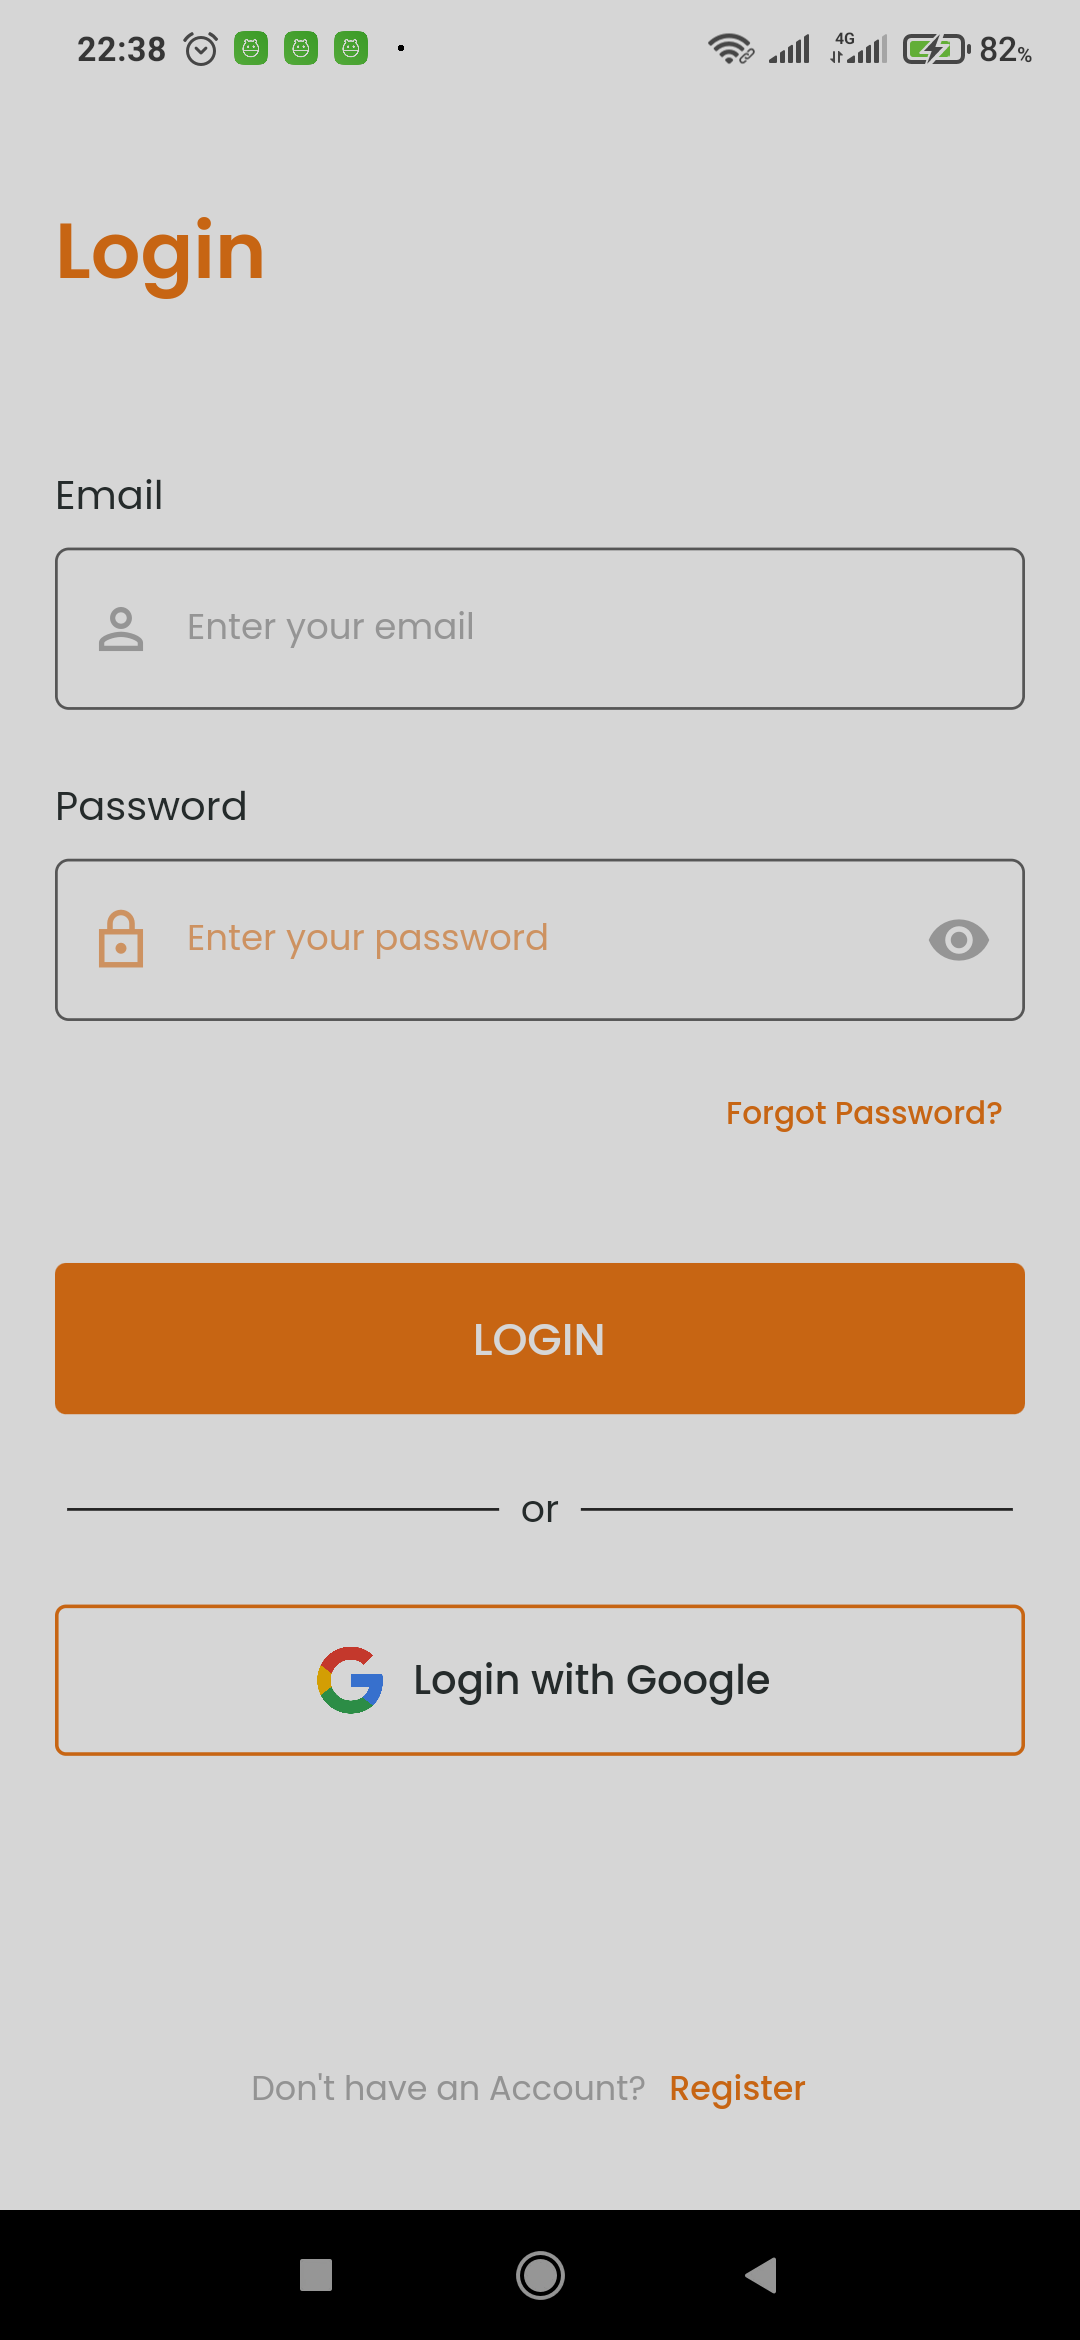 22:38 4G 82%
Login
Email
Enter your email
Password
Enter your password
Forgot Password?
LOGIN
or
Login with Google
Don't have an Account? Register